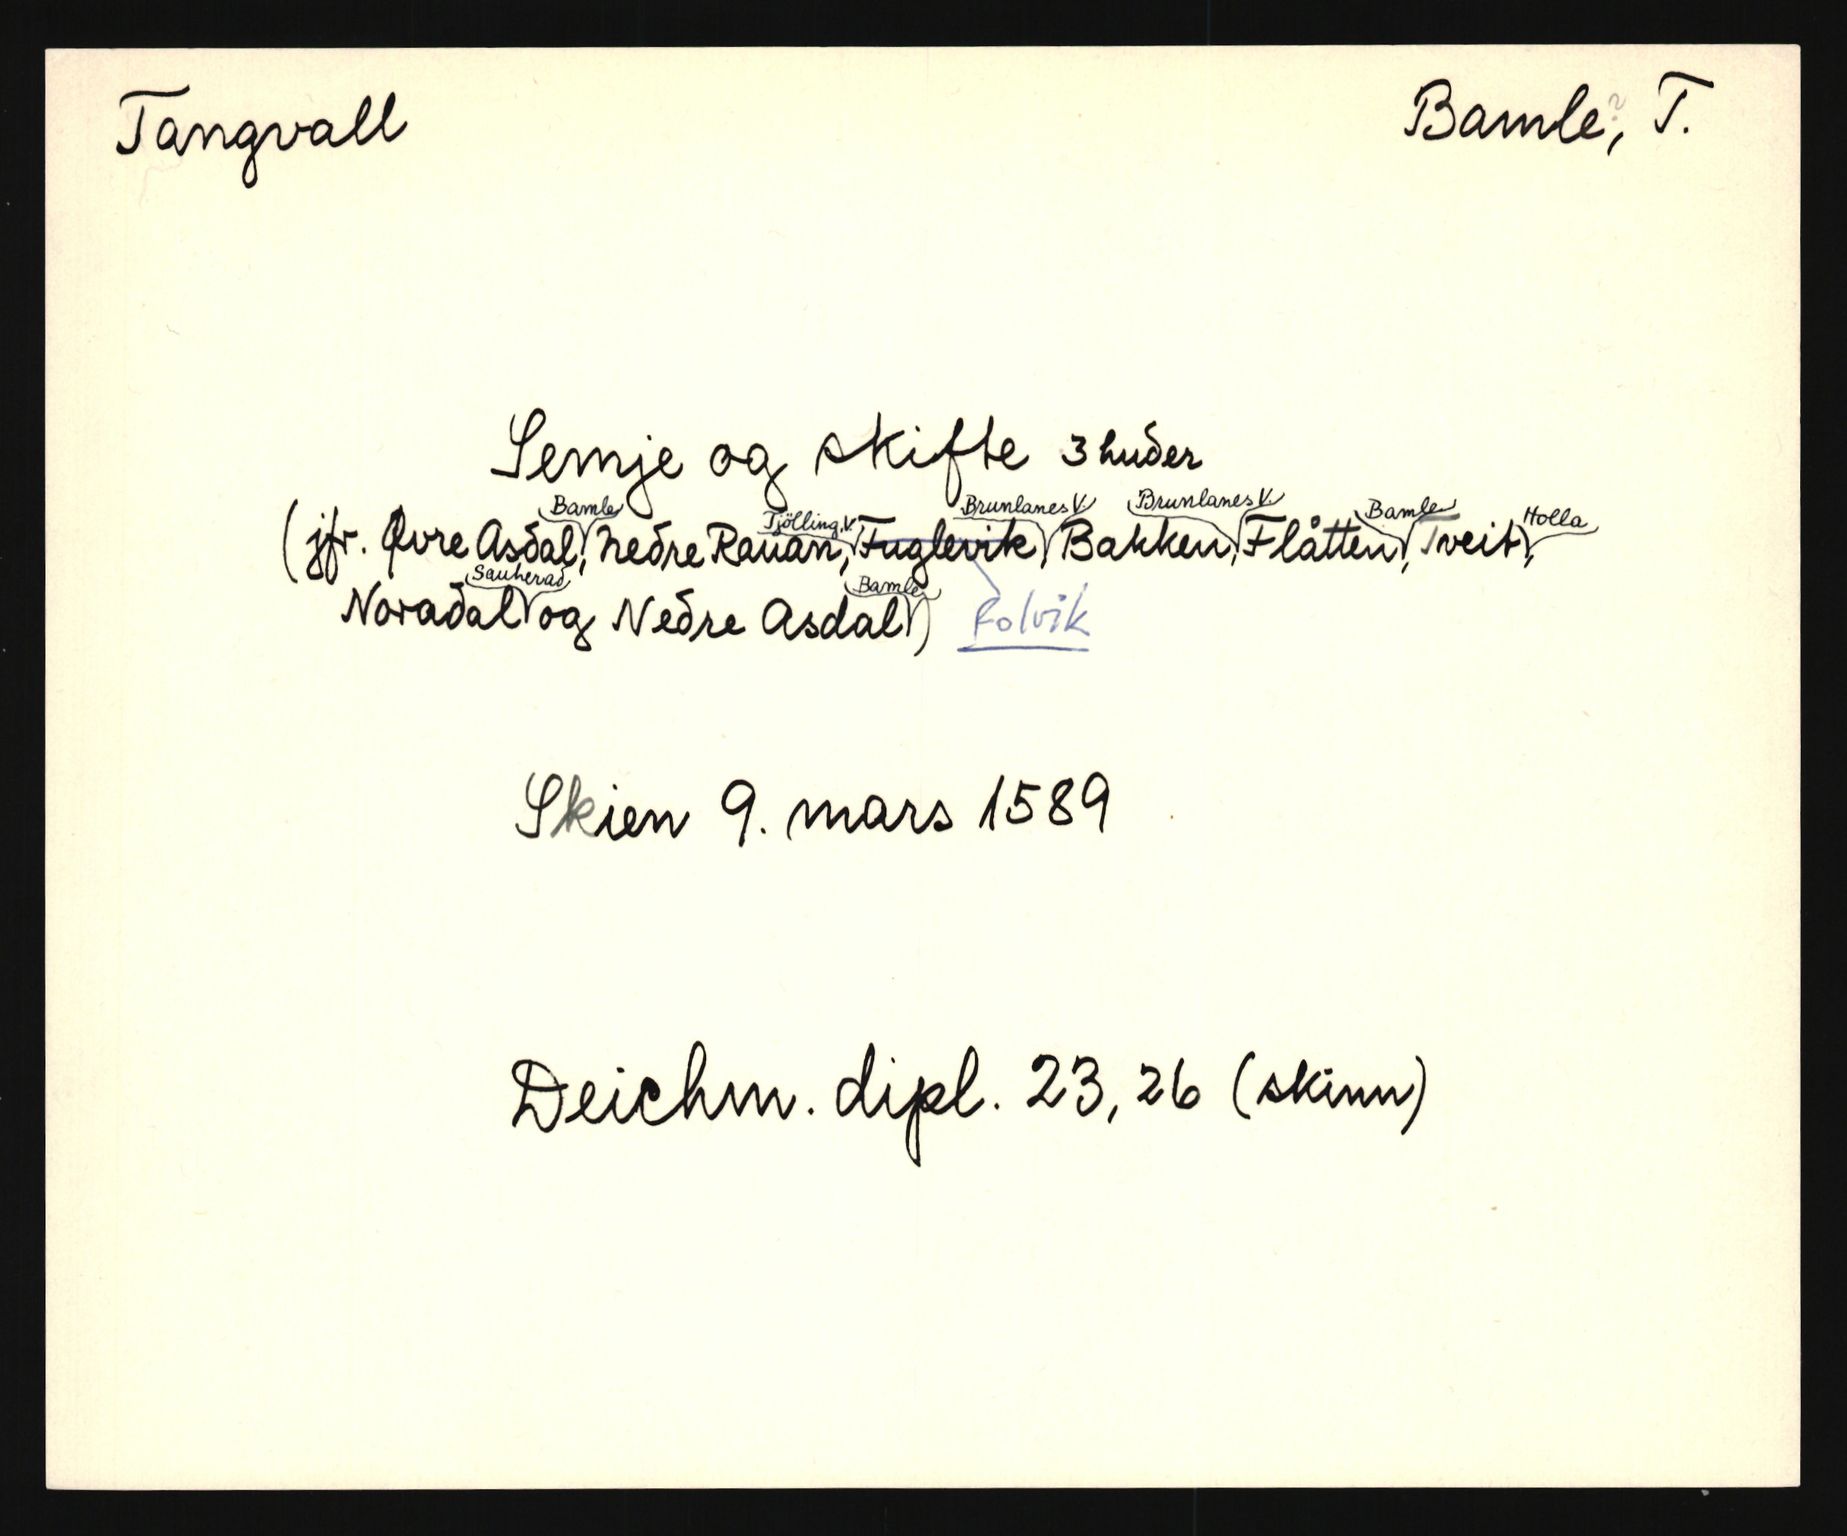 Tangvall Bamle?, T.
Semje og skifte 3 huder
Bamle Tjölling V. Brunlanes V. Brunlanes V. Bamle Holla
(jfr. Øvre Asdal, Nedre Rauan, Fuglevik, Bakken, Flåtten, Tveit,
Sauherad Bamle
Noradal og Nedre Asdal) Folvik
Skien 9. mars 1589
Deichm. dipl. 23, 26 (skinn)